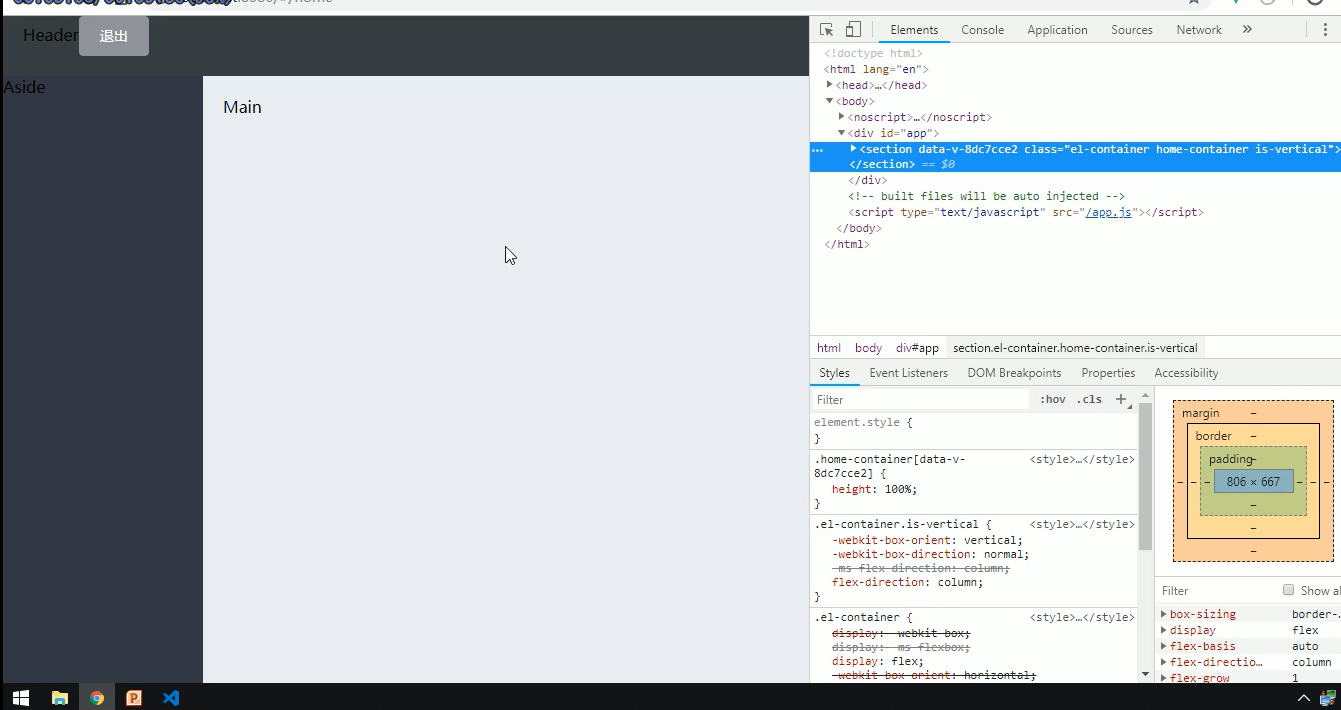 Header
退出
Aside
Main
Elements
Console
Application
Sources
Network
»
<!doctype html>
<html lang="en">
<head>…</head>
<body>
<noscript>…</noscript>
<div id="app">
<section data-v-8dc7cce2 class="el-container home-container is-vertical">
</section> == $0
</div>
<!-- built files will be auto injected -->
<script type="text/javascript" src="/app.js"></script>
</body>
</html>
html
body
div#app
section.el-container.home-container.is-vertical
Styles
Event Listeners
DOM Breakpoints
Properties
Accessibility
Filter
:hov
.cls
+
element.style {
}
.home-container[data-v-
8dc7cce2] {
<style>…</style>
height: 100%;
}
.el-container.is-vertical {
<style>…</style>
-webkit-box-orient: vertical;
-webkit-box-direction: normal;
-ms-flex-direction: column;
flex-direction: column;
}
.el-container {
<style>…</style>
display: -webkit-box;
display: -ms-flexbox;
display: flex;
-webkit-box-orient: horizontal;
margin
border
padding
806 × 667
Filter
Show al
box-sizing
border-…
display
flex
flex-basis
auto
flex-directio…
column
flex-grow
1